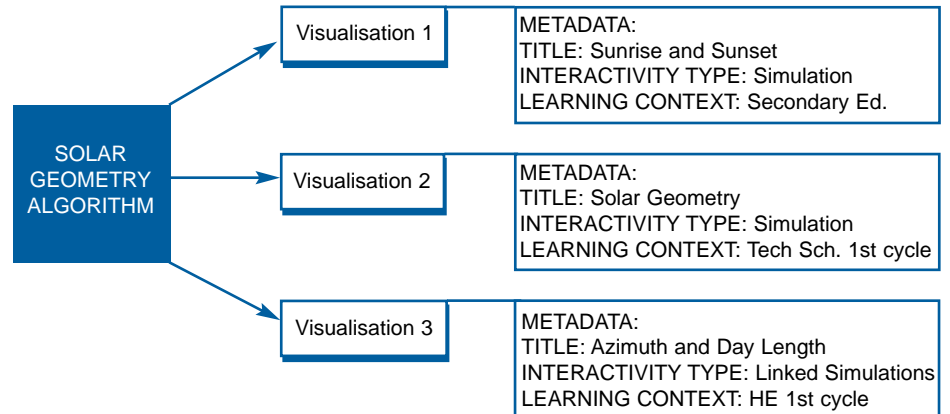 SOLAR
GEOMETRY
ALGORITHM
Visualisation 1
METADATA:
TITLE: Sunrise and Sunset
INTERACTIVITY TYPE: Simulation
LEARNING CONTEXT: Secondary Ed.
Visualisation 2
METADATA:
TITLE: Solar Geometry
INTERACTIVITY TYPE: Simulation
LEARNING CONTEXT: Tech Sch. 1st cycle
Visualisation 3
METADATA:
TITLE: Azimuth and Day Length
INTERACTIVITY TYPE: Linked Simulations
LEARNING CONTEXT: HE 1st cycle